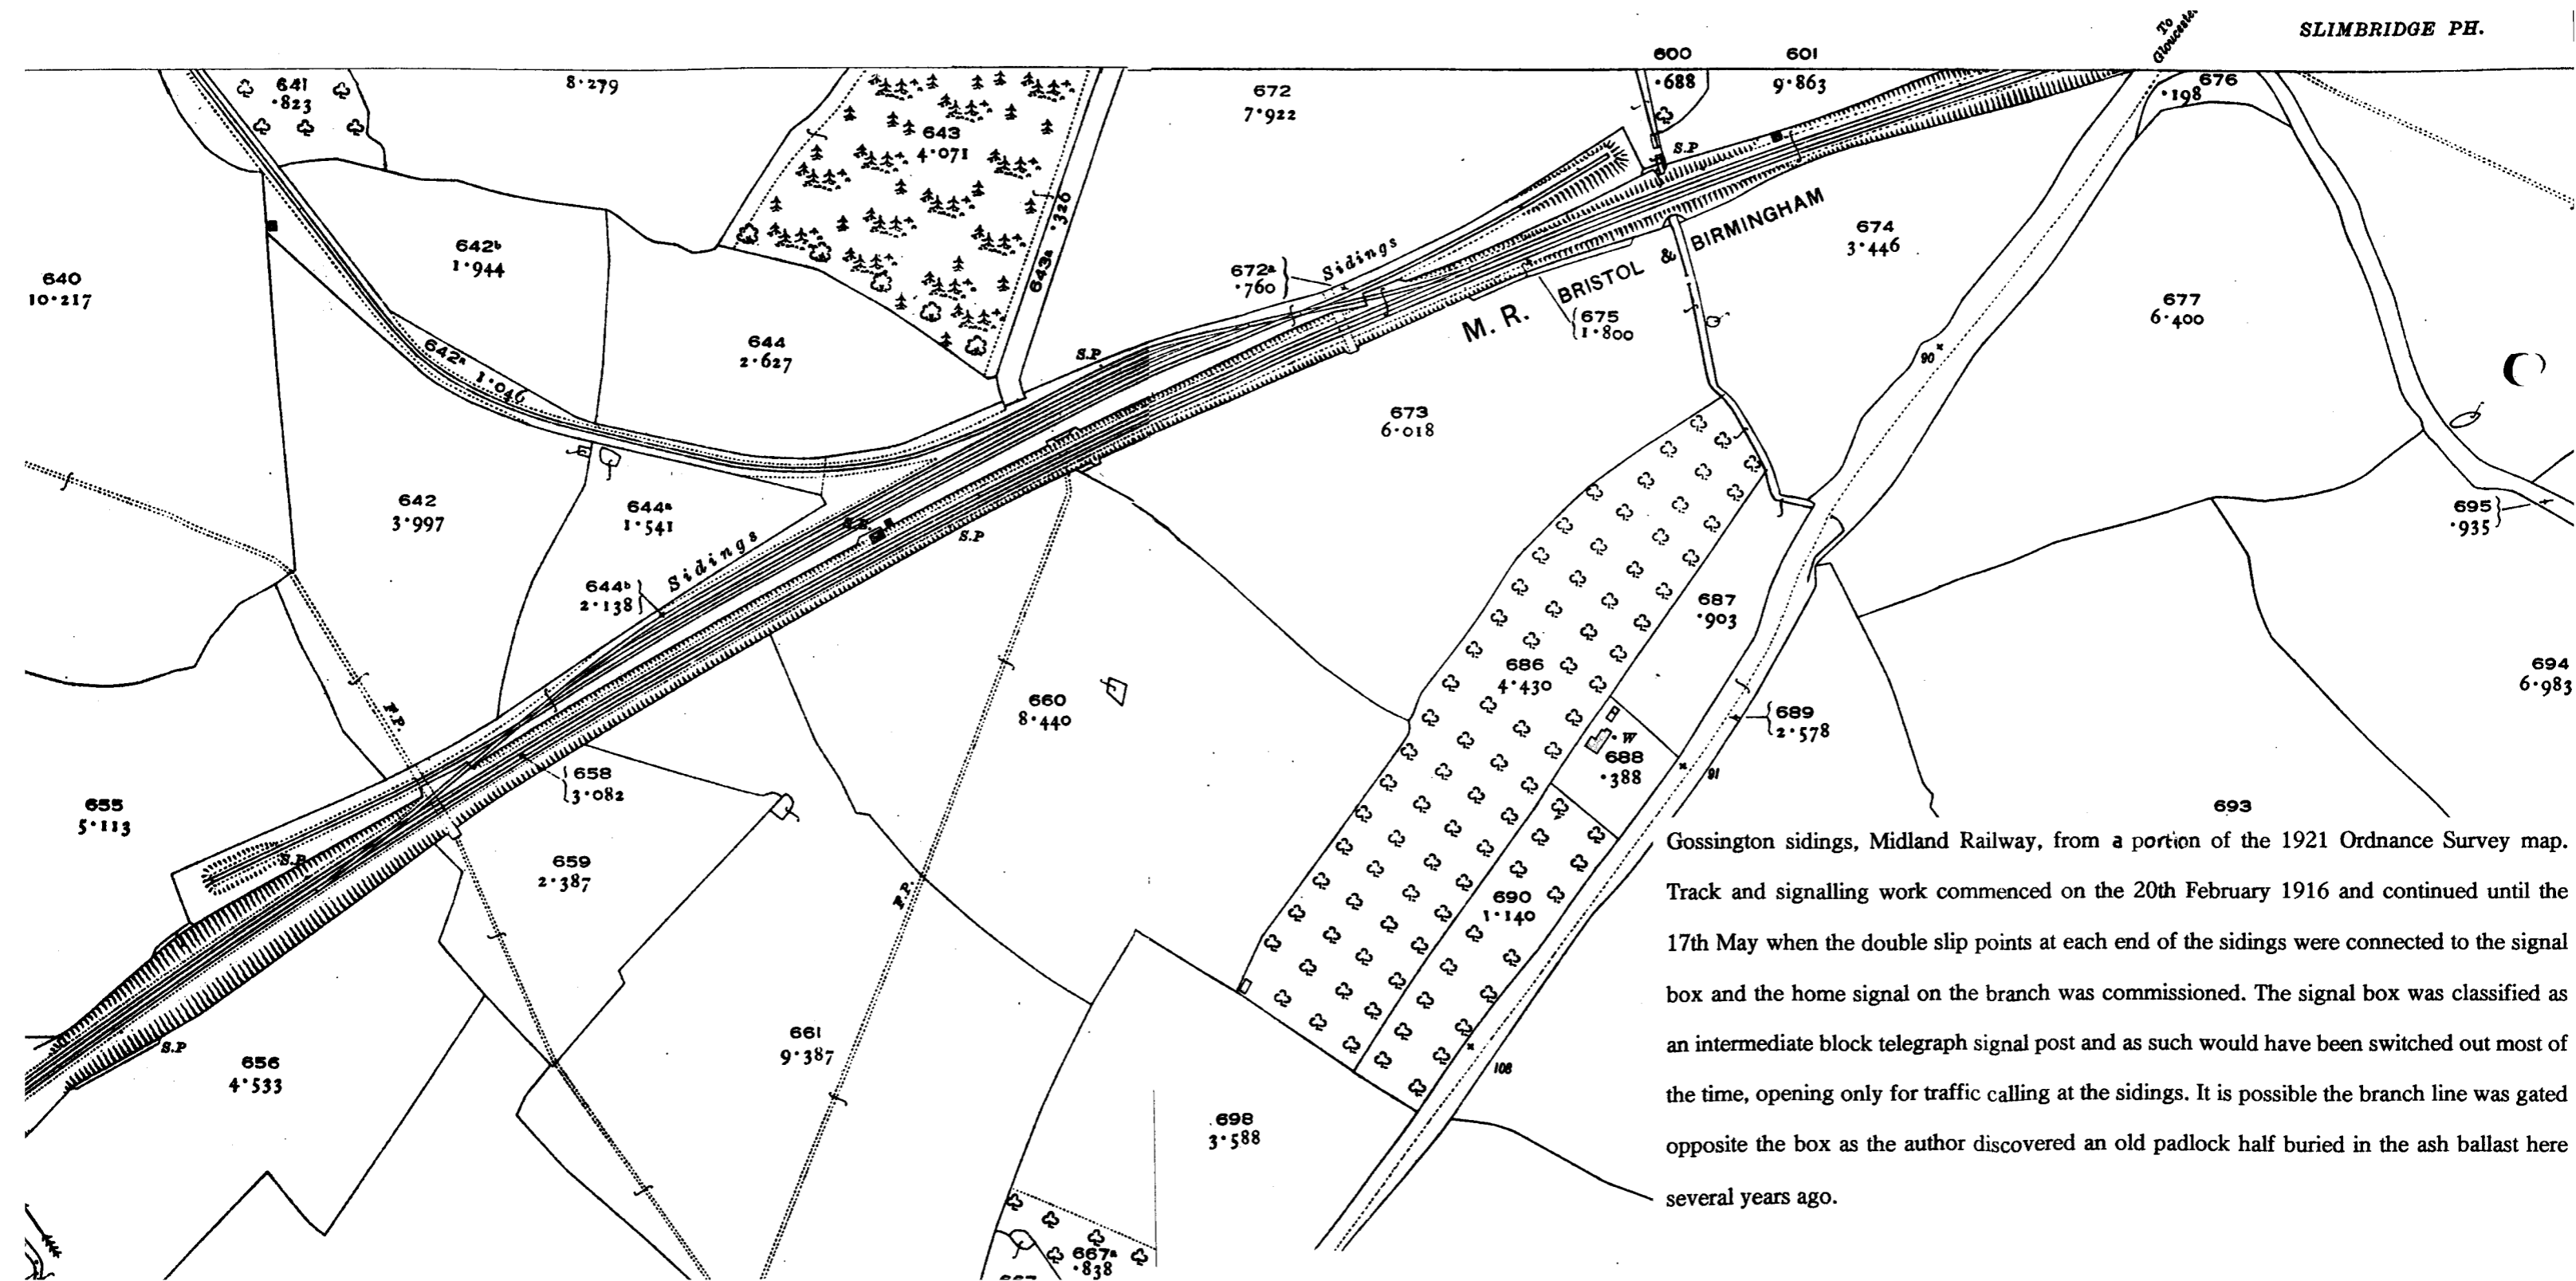 SLIMBRIDGE PH.
To Gloucester
600
·688
601
9·863
676
·198
641
·823
8·279
643
4·071
672
7·922
S.P
643a ·326
642b
1·944
640
10·217
672a
·760
Sidings
M. R. BRISTOL & BIRMINGHAM
674
3·446
675
1·800
677
6·400
90
644
2·627
642a 1·046
S.P.
673
6·018
642
3·997
644a
1·541
S.B.
S.P
695
·935
Sidings
644b
2·138
687
·903
686
4·430
694
6·983
660
8·440
F.P.
689
2·578
W
688
·388
91
658
3·082
655
5·113
693
S.P.
659
2·387
F.P.
690
1·140
661
9·387
S.P
656
4·533
108
698
3·588
667a
·838
667
Gossington sidings, Midland Railway, from a portion of the 1921 Ordnance Survey map.
Track and signalling work commenced on the 20th February 1916 and continued until the
17th May when the double slip points at each end of the sidings were connected to the signal
box and the home signal on the branch was commissioned. The signal box was classified as
an intermediate block telegraph signal post and as such would have been switched out most of
the time, opening only for traffic calling at the sidings. It is possible the branch line was gated
opposite the box as the author discovered an old padlock half buried in the ash ballast here
several years ago.